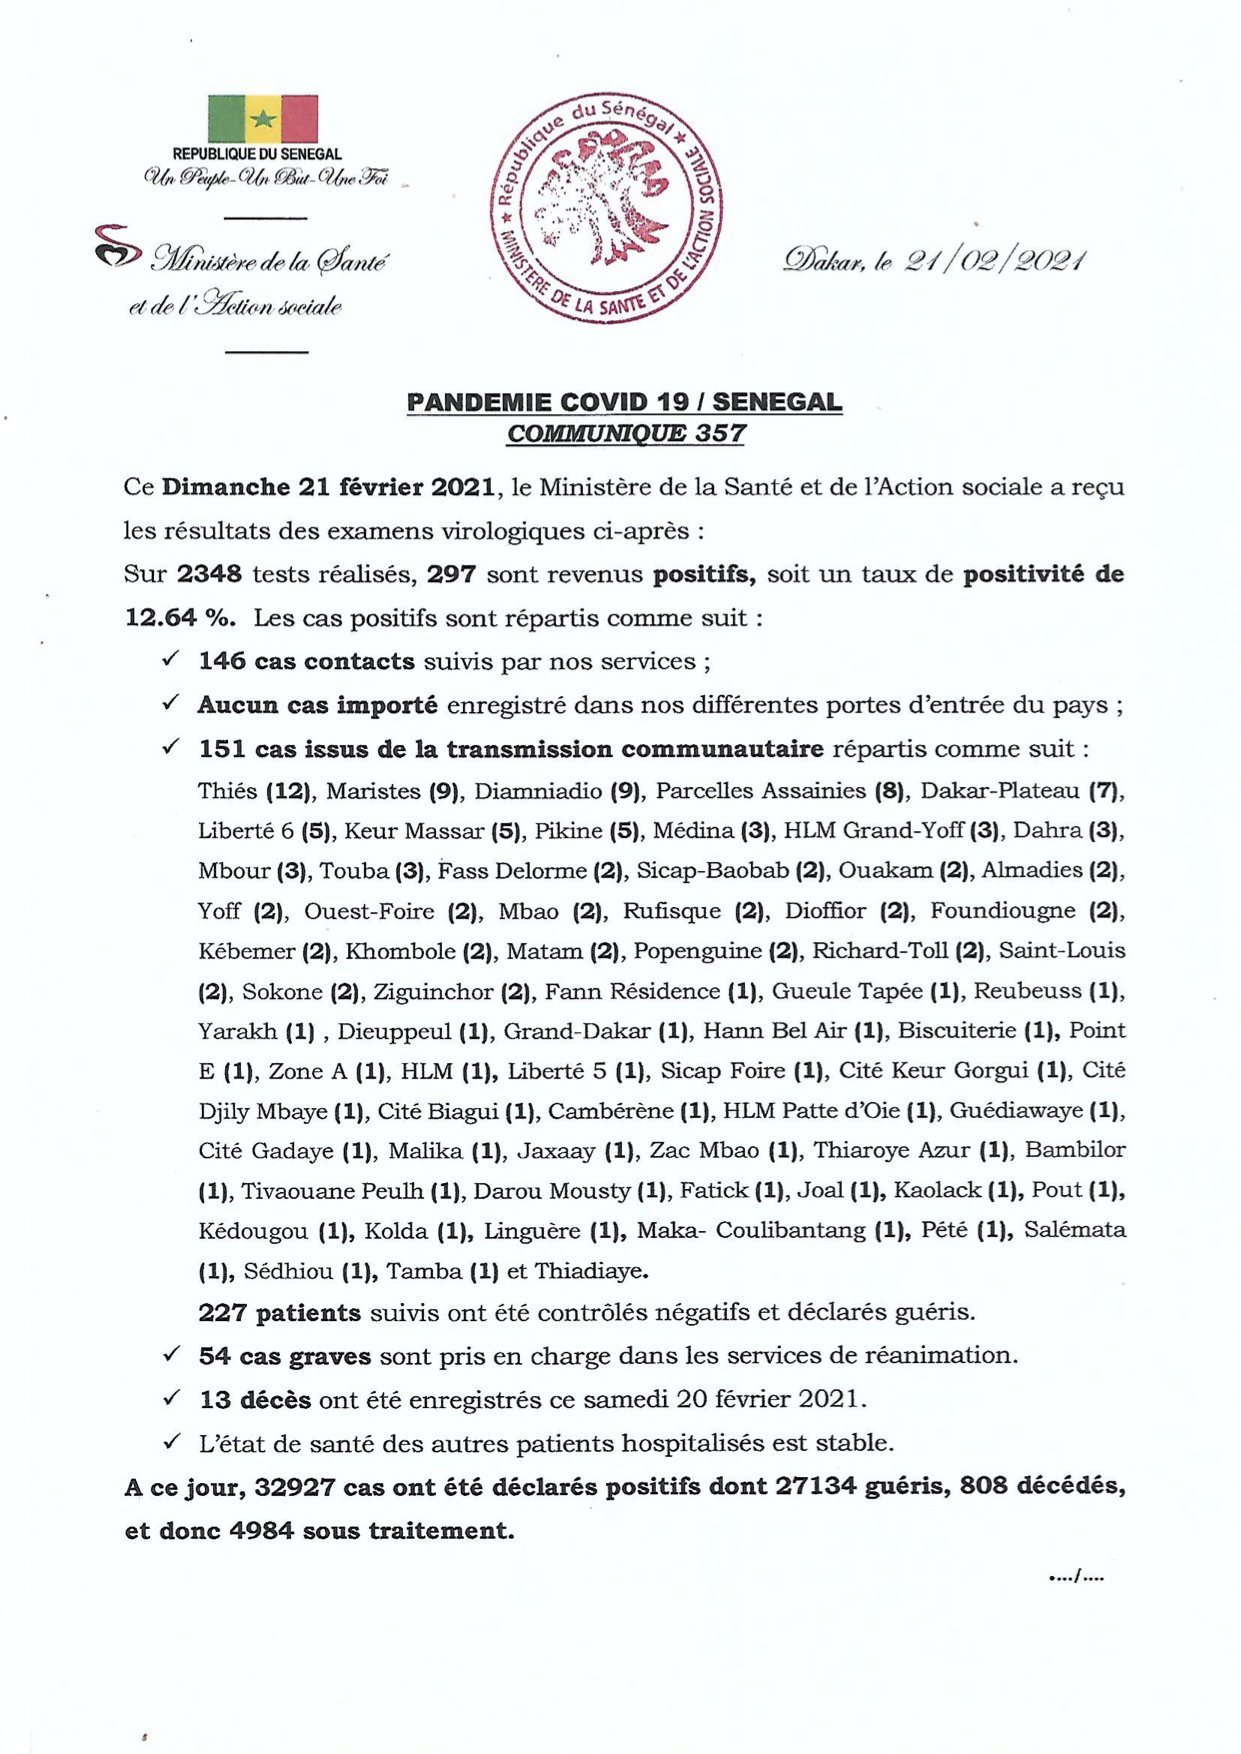 REPUBLIQUE DU SENEGAL
Un Peuple-Un But-Une Foi
Ministère de la Santé
et de l'Action sociale
★ République du Sénégal ★
MINISTERE DE LA SANTE ET DE L'ACTION SOCIALE
Dakar, le 21/02/2021
PANDEMIE COVID 19 / SENEGAL
COMMUNIQUE 357
Ce Dimanche 21 février 2021, le Ministère de la Santé et de l'Action sociale a reçu
les résultats des examens virologiques ci-après :
Sur 2348 tests réalisés, 297 sont revenus positifs, soit un taux de positivité de
12.64 %. Les cas positifs sont répartis comme suit :
✓ 146 cas contacts suivis par nos services ;
✓ Aucun cas importé enregistré dans nos différentes portes d'entrée du pays ;
✓ 151 cas issus de la transmission communautaire répartis comme suit :
Thiés (12), Maristes (9), Diamniadio (9), Parcelles Assainies (8), Dakar-Plateau (7),
Liberté 6 (5), Keur Massar (5), Pikine (5), Médina (3), HLM Grand-Yoff (3), Dahra (3),
Mbour (3), Touba (3), Fass Delorme (2), Sicap-Baobab (2), Ouakam (2), Almadies (2),
Yoff (2), Ouest-Foire (2), Mbao (2), Rufisque (2), Dioffior (2), Foundiougne (2),
Kébemer (2), Khombole (2), Matam (2), Popenguine (2), Richard-Toll (2), Saint-Louis
(2), Sokone (2), Ziguinchor (2), Fann Résidence (1), Gueule Tapée (1), Reubeuss (1),
Yarakh (1) , Dieuppeul (1), Grand-Dakar (1), Hann Bel Air (1), Biscuiterie (1), Point
E (1), Zone A (1), HLM (1), Liberté 5 (1), Sicap Foire (1), Cité Keur Gorgui (1), Cité
Djily Mbaye (1), Cité Biagui (1), Cambérène (1), HLM Patte d'Oie (1), Guédiawaye (1),
Cité Gadaye (1), Malika (1), Jaxaay (1), Zac Mbao (1), Thiaroye Azur (1), Bambilor
(1), Tivaouane Peulh (1), Darou Mousty (1), Fatick (1), Joal (1), Kaolack (1), Pout (1),
Kédougou (1), Kolda (1), Linguère (1), Maka- Coulibantang (1), Pété (1), Salémata
(1), Sédhiou (1), Tamba (1) et Thiadiaye.
227 patients suivis ont été contrôlés négatifs et déclarés guéris.
✓ 54 cas graves sont pris en charge dans les services de réanimation.
✓ 13 décès ont été enregistrés ce samedi 20 février 2021.
✓ L'état de santé des autres patients hospitalisés est stable.
A ce jour, 32927 cas ont été déclarés positifs dont 27134 guéris, 808 décédés,
et donc 4984 sous traitement.
..../....